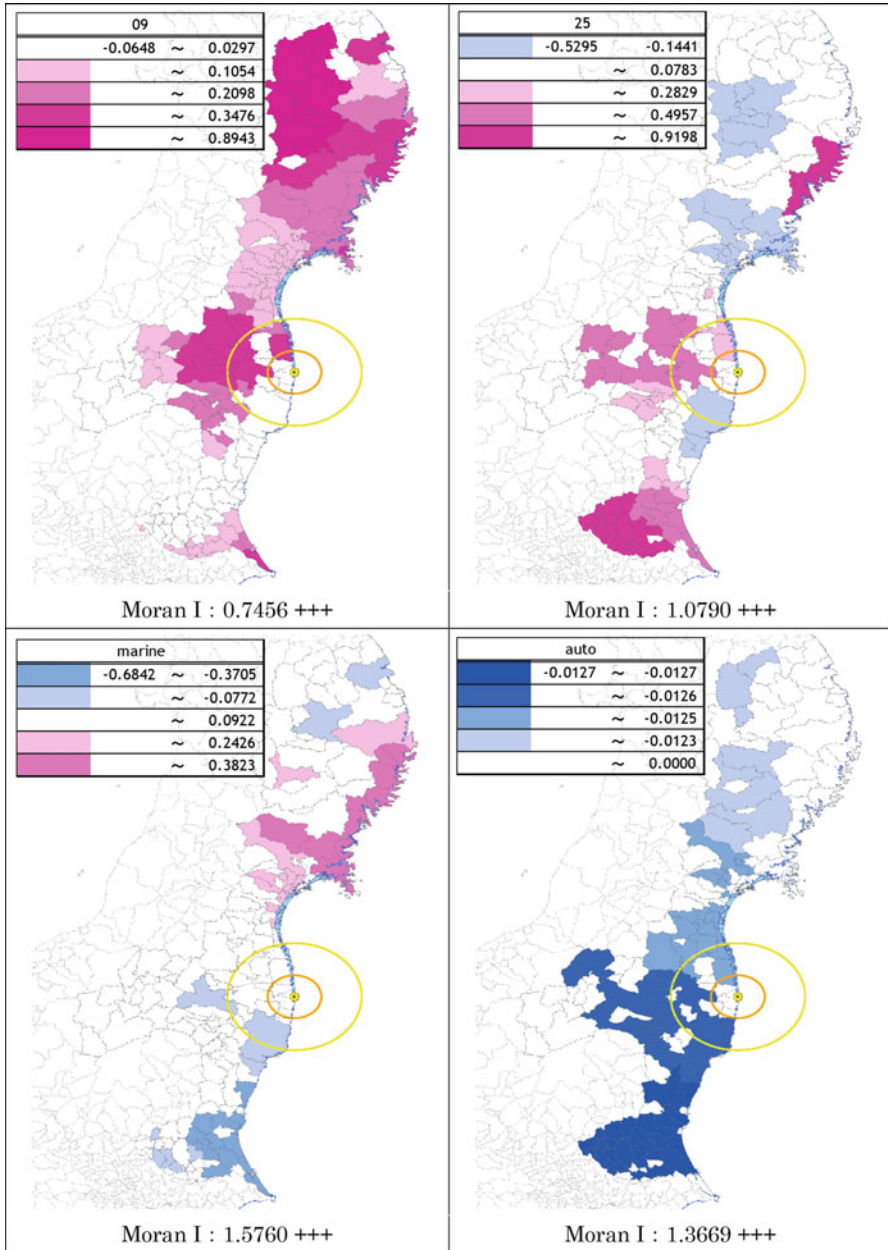 09
-0.0648 ～ 0.0297
～ 0.1054
～ 0.2098
～ 0.3476
～ 0.8943
Moran I : 0.7456 +++
25
-0.5295 -0.1441
～ 0.0783
～ 0.2829
～ 0.4957
～ 0.9198
Moran I : 1.0790 +++
marine
-0.6842 ～ -0.3705
～ -0.0772
～ 0.0922
～ 0.2426
～ 0.3823
Moran I : 1.5760 +++
auto
-0.0127 ～ -0.0127
～ -0.0126
～ -0.0125
～ -0.0123
～ 0.0000
Moran I : 1.3669 +++